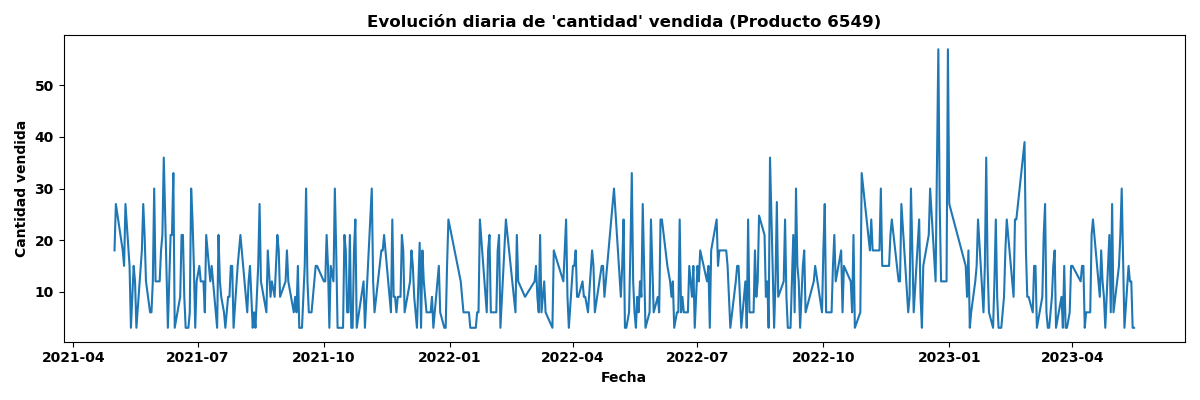 Evolución diaria de 'cantidad' vendida (Producto 6549)
Cantidad vendida
50
40
30
20
10
2021-04 2021-07 2021-10 2022-01 2022-04 2022-07 2022-10 2023-01 2023-04
Fecha